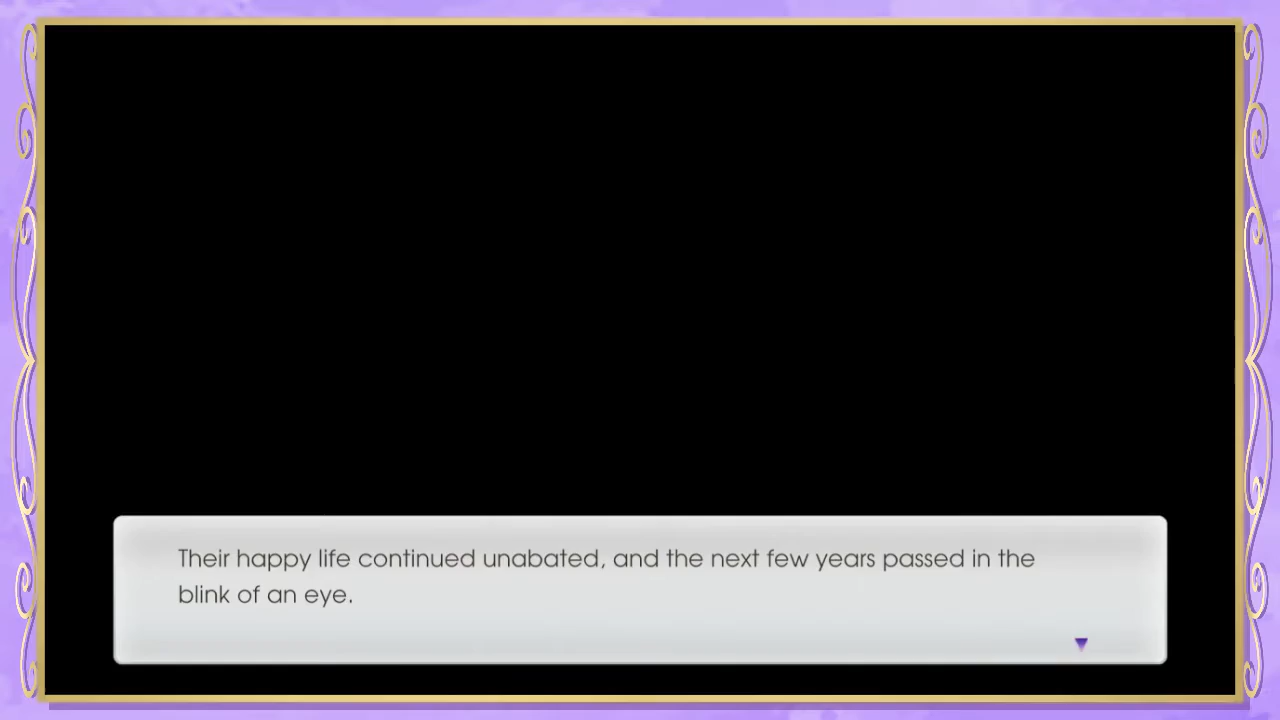 Their happy life continued unabated, and the next few years passed in the
blink of an eye.